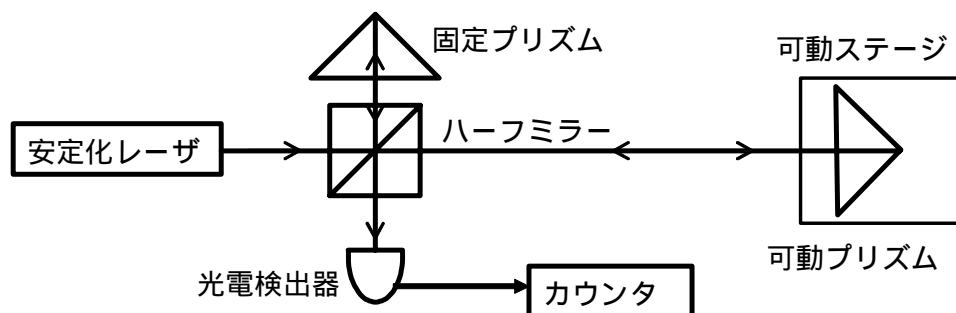 固定プリズム
可動ステージ
ハーフミラー
安定化レーザ
可動プリズム
光電検出器
カウンタ